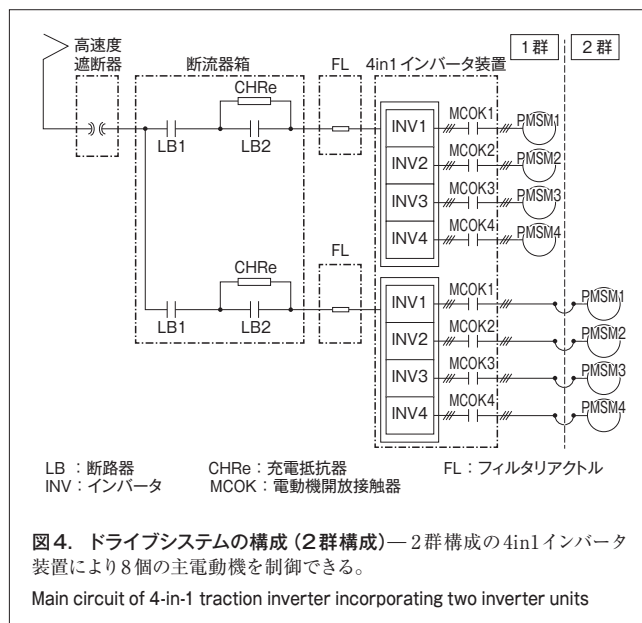 高速度
遮断器
断流器箱
FL
4in1インバータ装置
1群
2群
CHRe
LB1
LB2
INV1
MCOK1
PMSM1
INV2
MCOK2
PMSM2
INV3
MCOK3
PMSM3
INV4
MCOK4
PMSM4
FL
CHRe
LB1
LB2
INV1
MCOK1
PMSM1
INV2
MCOK2
PMSM2
INV3
MCOK3
PMSM3
INV4
MCOK4
PMSM4
LB :断路器 CHRe:充電抵抗器 FL:フィルタリアクトル
INV:インバータ MCOK:電動機開放接触器
図4. ドライブシステムの構成(2群構成)—2群構成の4in1インバータ
装置により8個の主電動機を制御できる。
Main circuit of 4-in-1 traction inverter incorporating two inverter units